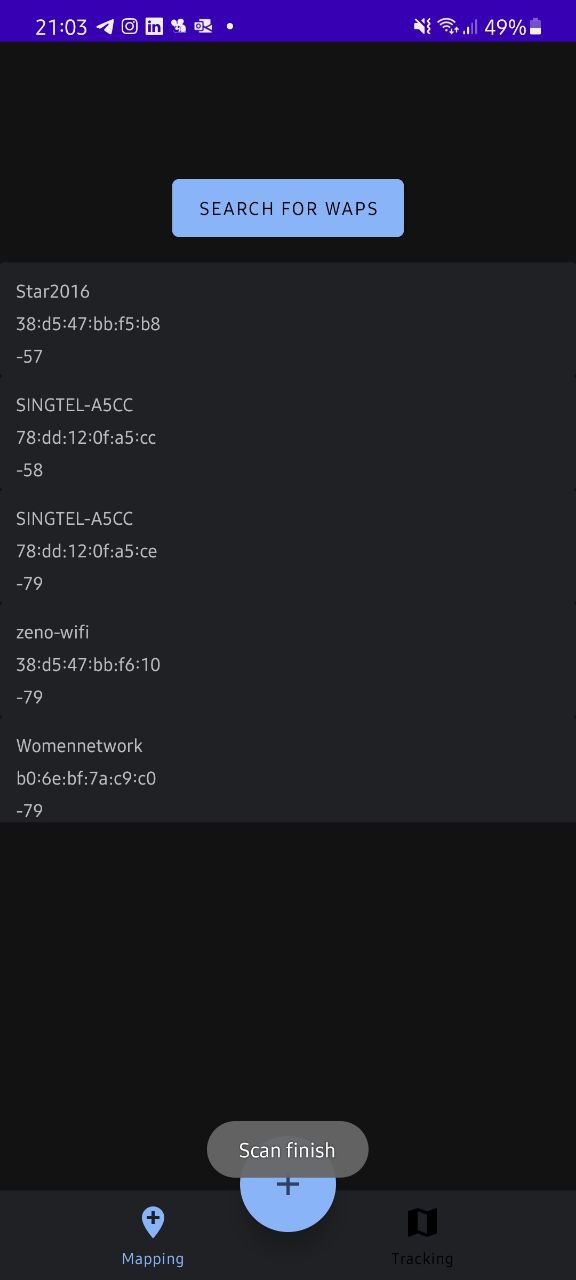 21:03 49%
SEARCH FOR WAPS
Star2016
38:d5:47:bb:f5:b8
-57
SINGTEL-A5CC
78:dd:12:0f:a5:cc
-58
SINGTEL-A5CC
78:dd:12:0f:a5:ce
-79
zeno-wifi
38:d5:47:bb:f6:10
-79
Womennetwork
b0:6e:bf:7a:c9:c0
-79
Scan finish
Mapping Tracking